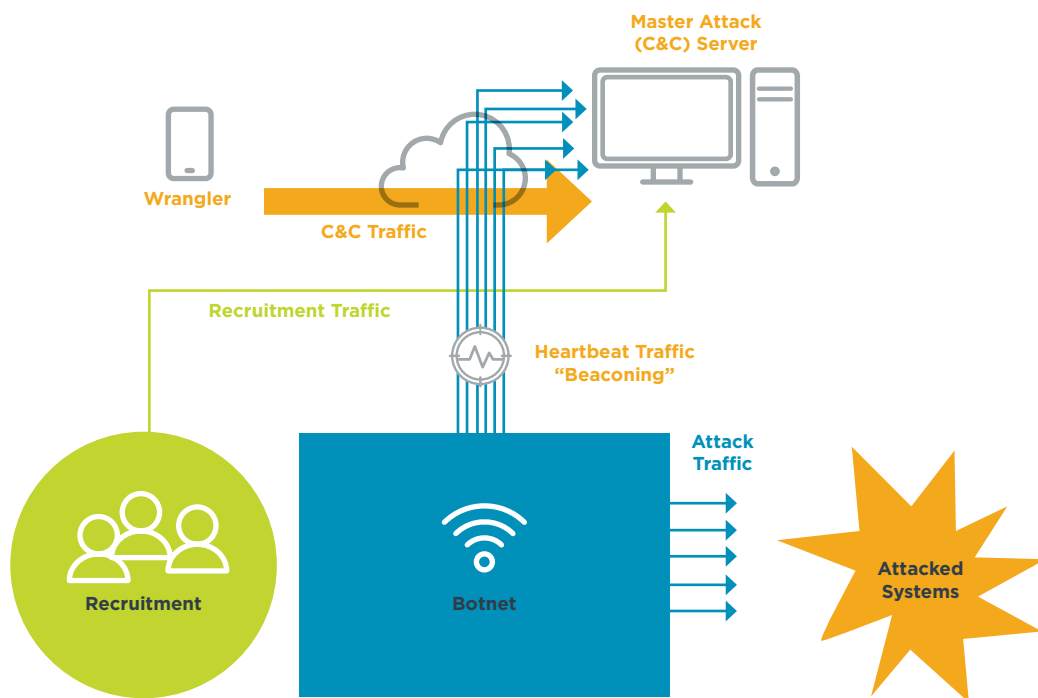 Master Attack
(C&C) Server
Wrangler
C&C Traffic
Recruitment Traffic
Heartbeat Traffic
“Beaconing”
Attack
Traffic
Recruitment
Botnet
Attacked
Systems